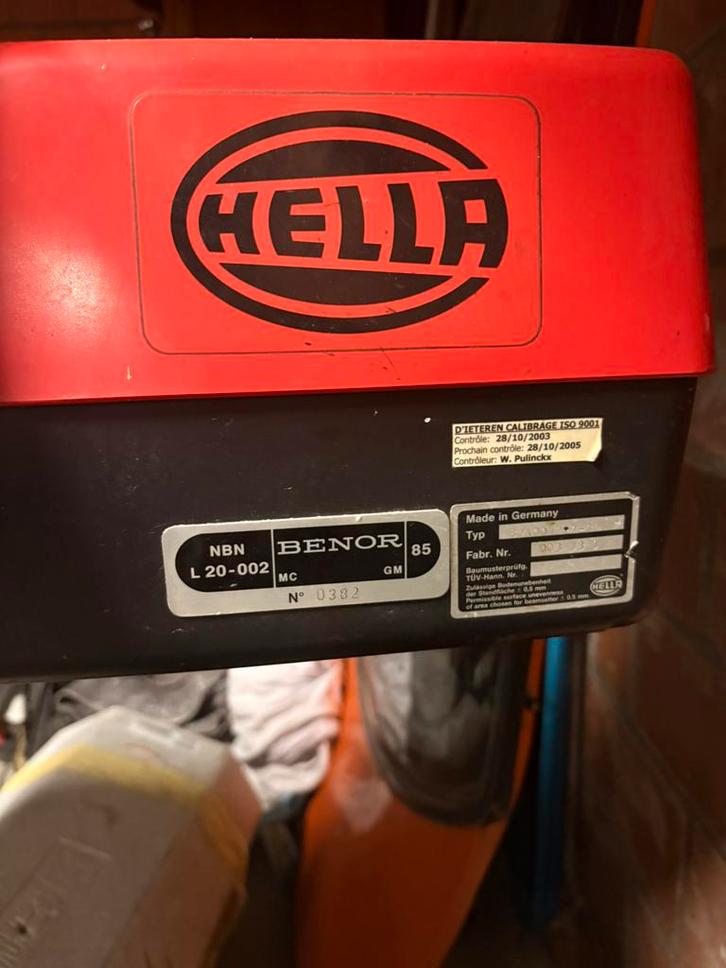 HELLA
D'IETEREN CALIBRAGE ISO 9001
Contrôle: 28/10/2003
Prochain contrôle: 28/10/2005
Contrôleur: W. Pulinckx
NBN
L 20-002
BENOR
MC
GM
85
N° 0382
Made in Germany
Typ
Fabr. Nr.
Baumusterprüfg.
TÜV-Hann. Nr.
Zulässige Bodenunebenheit
der Standfläche ± 0,5 mm
Permissible surface unevenness
of area chosen for beamsetter ± 0.5 mm
HELLA